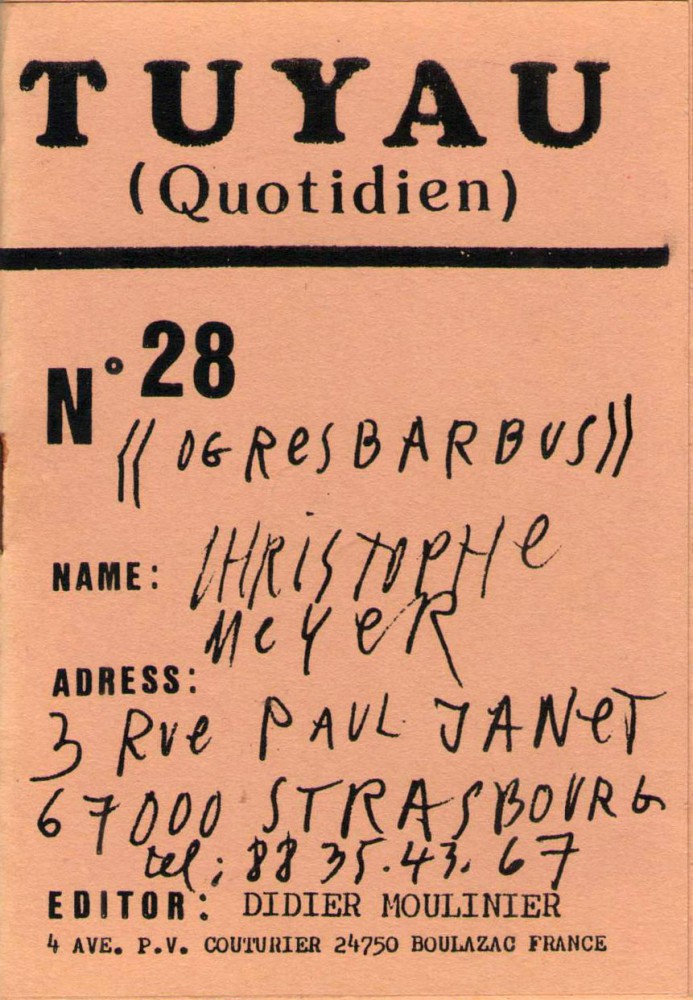 TUYAU
(Quotidien)
N° 28
((OGResBARBUS))
NAME: CHRISTOPHe
MeYeR
ADRESS:
3 Rue PAUL JANeT
67000 STRASBOURG
tel; 88 35.43.67
EDITOR: DIDIER MOULINIER
4 AVE. P.V. COUTURIER 24750 BOULAZAC FRANCE